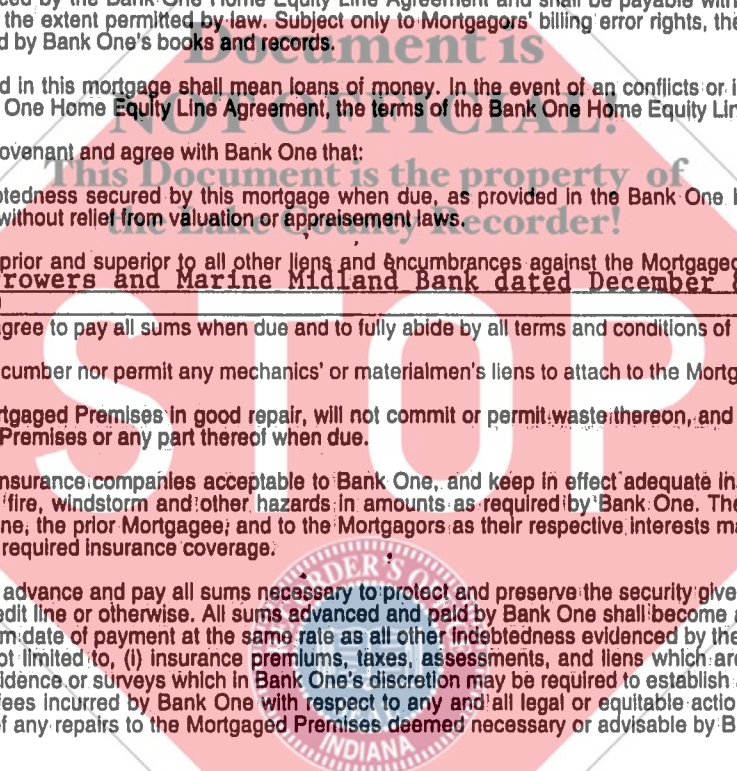 ced by the Bank One Home Equity Line Agreement and shall be payable with
the extent permitted by law. Subject only to Mortgagors' billing error rights, the
d by Bank One's books and records.
Document is
d in this mortgage shall mean loans of money. In the event of an conflicts or i
One Home Equity Line Agreement, the terms of the Bank One Home Equity Lin
NOT OFFICIAL!
ovenant and agree with Bank One that:
This Document is the property of
btedness secured by this mortgage when due, as provided in the Bank One
without relief from valuation or appraisement laws.
the Lake County Recorder!
prior and superior to all other liens and encumbrances against the Mortgaged
rrowers and Marine Midland Bank dated December 8
STOP
agree to pay all sums when due and to fully abide by all terms and conditions of
cumber nor permit any mechanics' or materialmen's liens to attach to the Mortg
rtgaged Premises in good repair, will not commit or permit waste thereon, and
Premises or any part thereof when due.
insurance companies acceptable to Bank One, and keep in effect adequate in
fire, windstorm and other hazards in amounts as required by Bank One. The
ne, the prior Mortgagee, and to the Mortgagors as their respective interests ma
required insurance coverage.
advance and pay all sums necessary to protect and preserve the security give
edit line or otherwise. All sums advanced and paid by Bank One shall become a
m date of payment at the same rate as all other indebtedness evidenced by the
ot limited to, (i) insurance premiums, taxes, assessments, and liens which are
idence or surveys which in Bank One's discretion may be required to establish
fees incurred by Bank One with respect to any and all legal or equitable actio
of any repairs to the Mortgaged Premises deemed necessary or advisable by B
RECORDER'S OFFICE
INDIANA